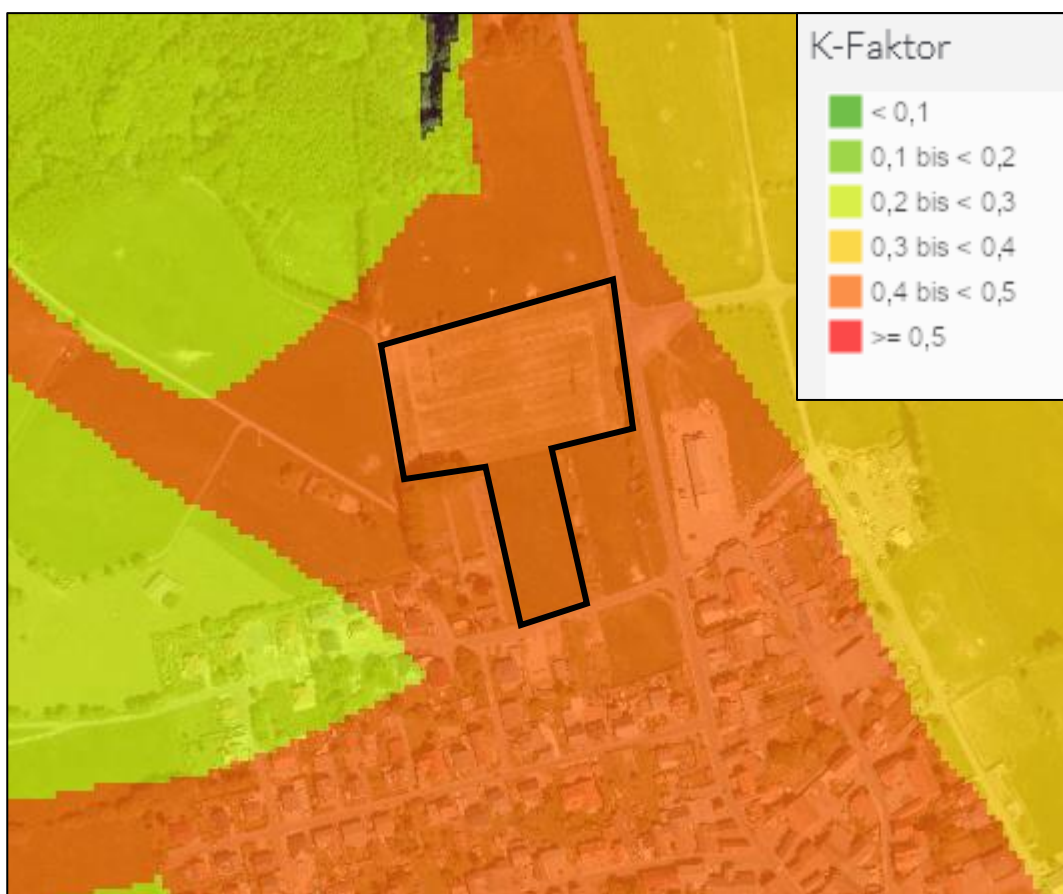 K-Faktor
< 0,1
0,1 bis < 0,2
0,2 bis < 0,3
0,3 bis < 0,4
0,4 bis < 0,5
>= 0,5